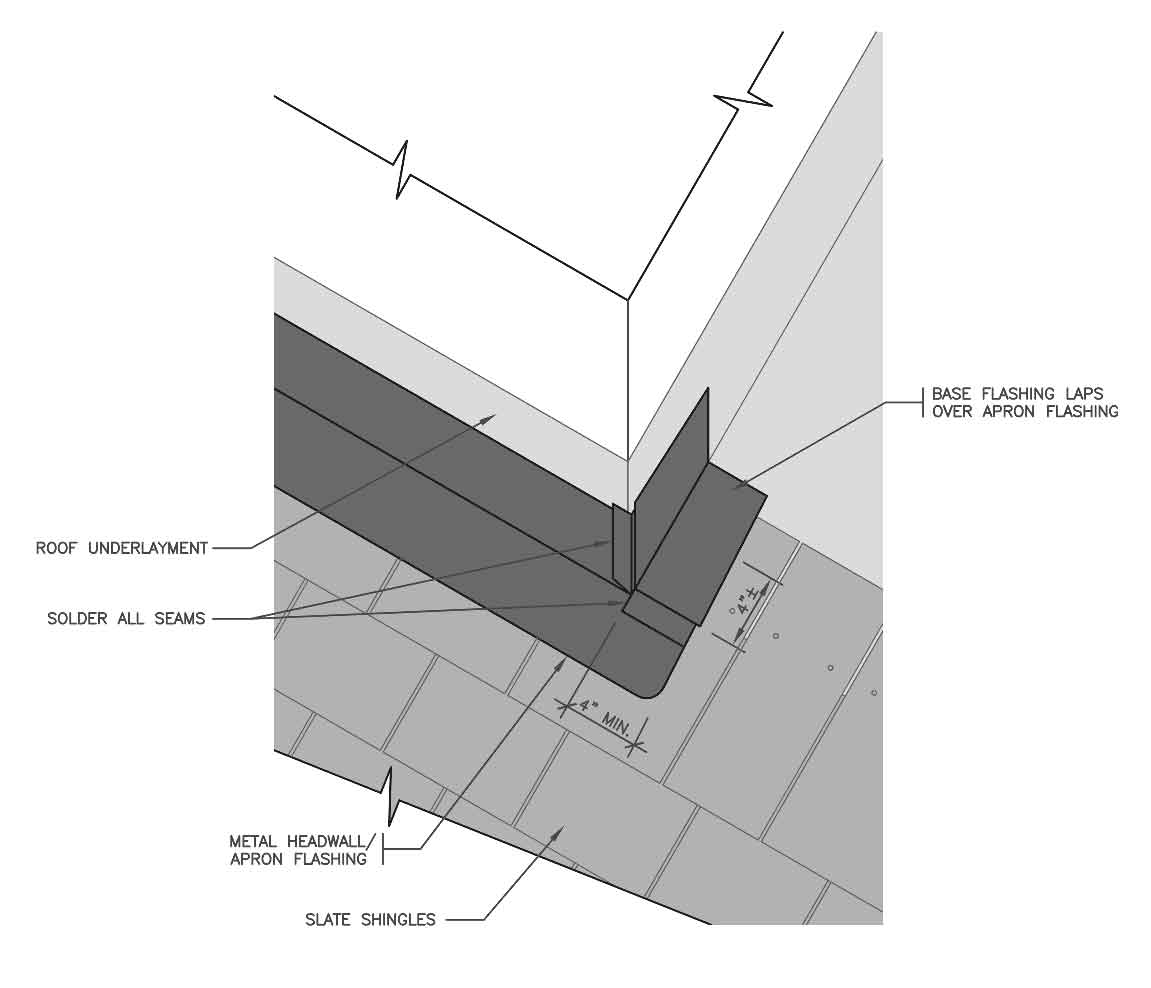 BASE FLASHING LAPS
OVER APRON FLASHING
ROOF UNDERLAYMENT
SOLDER ALL SEAMS
4"±
4" MIN.
METAL HEADWALL/
APRON FLASHING
SLATE SHINGLES